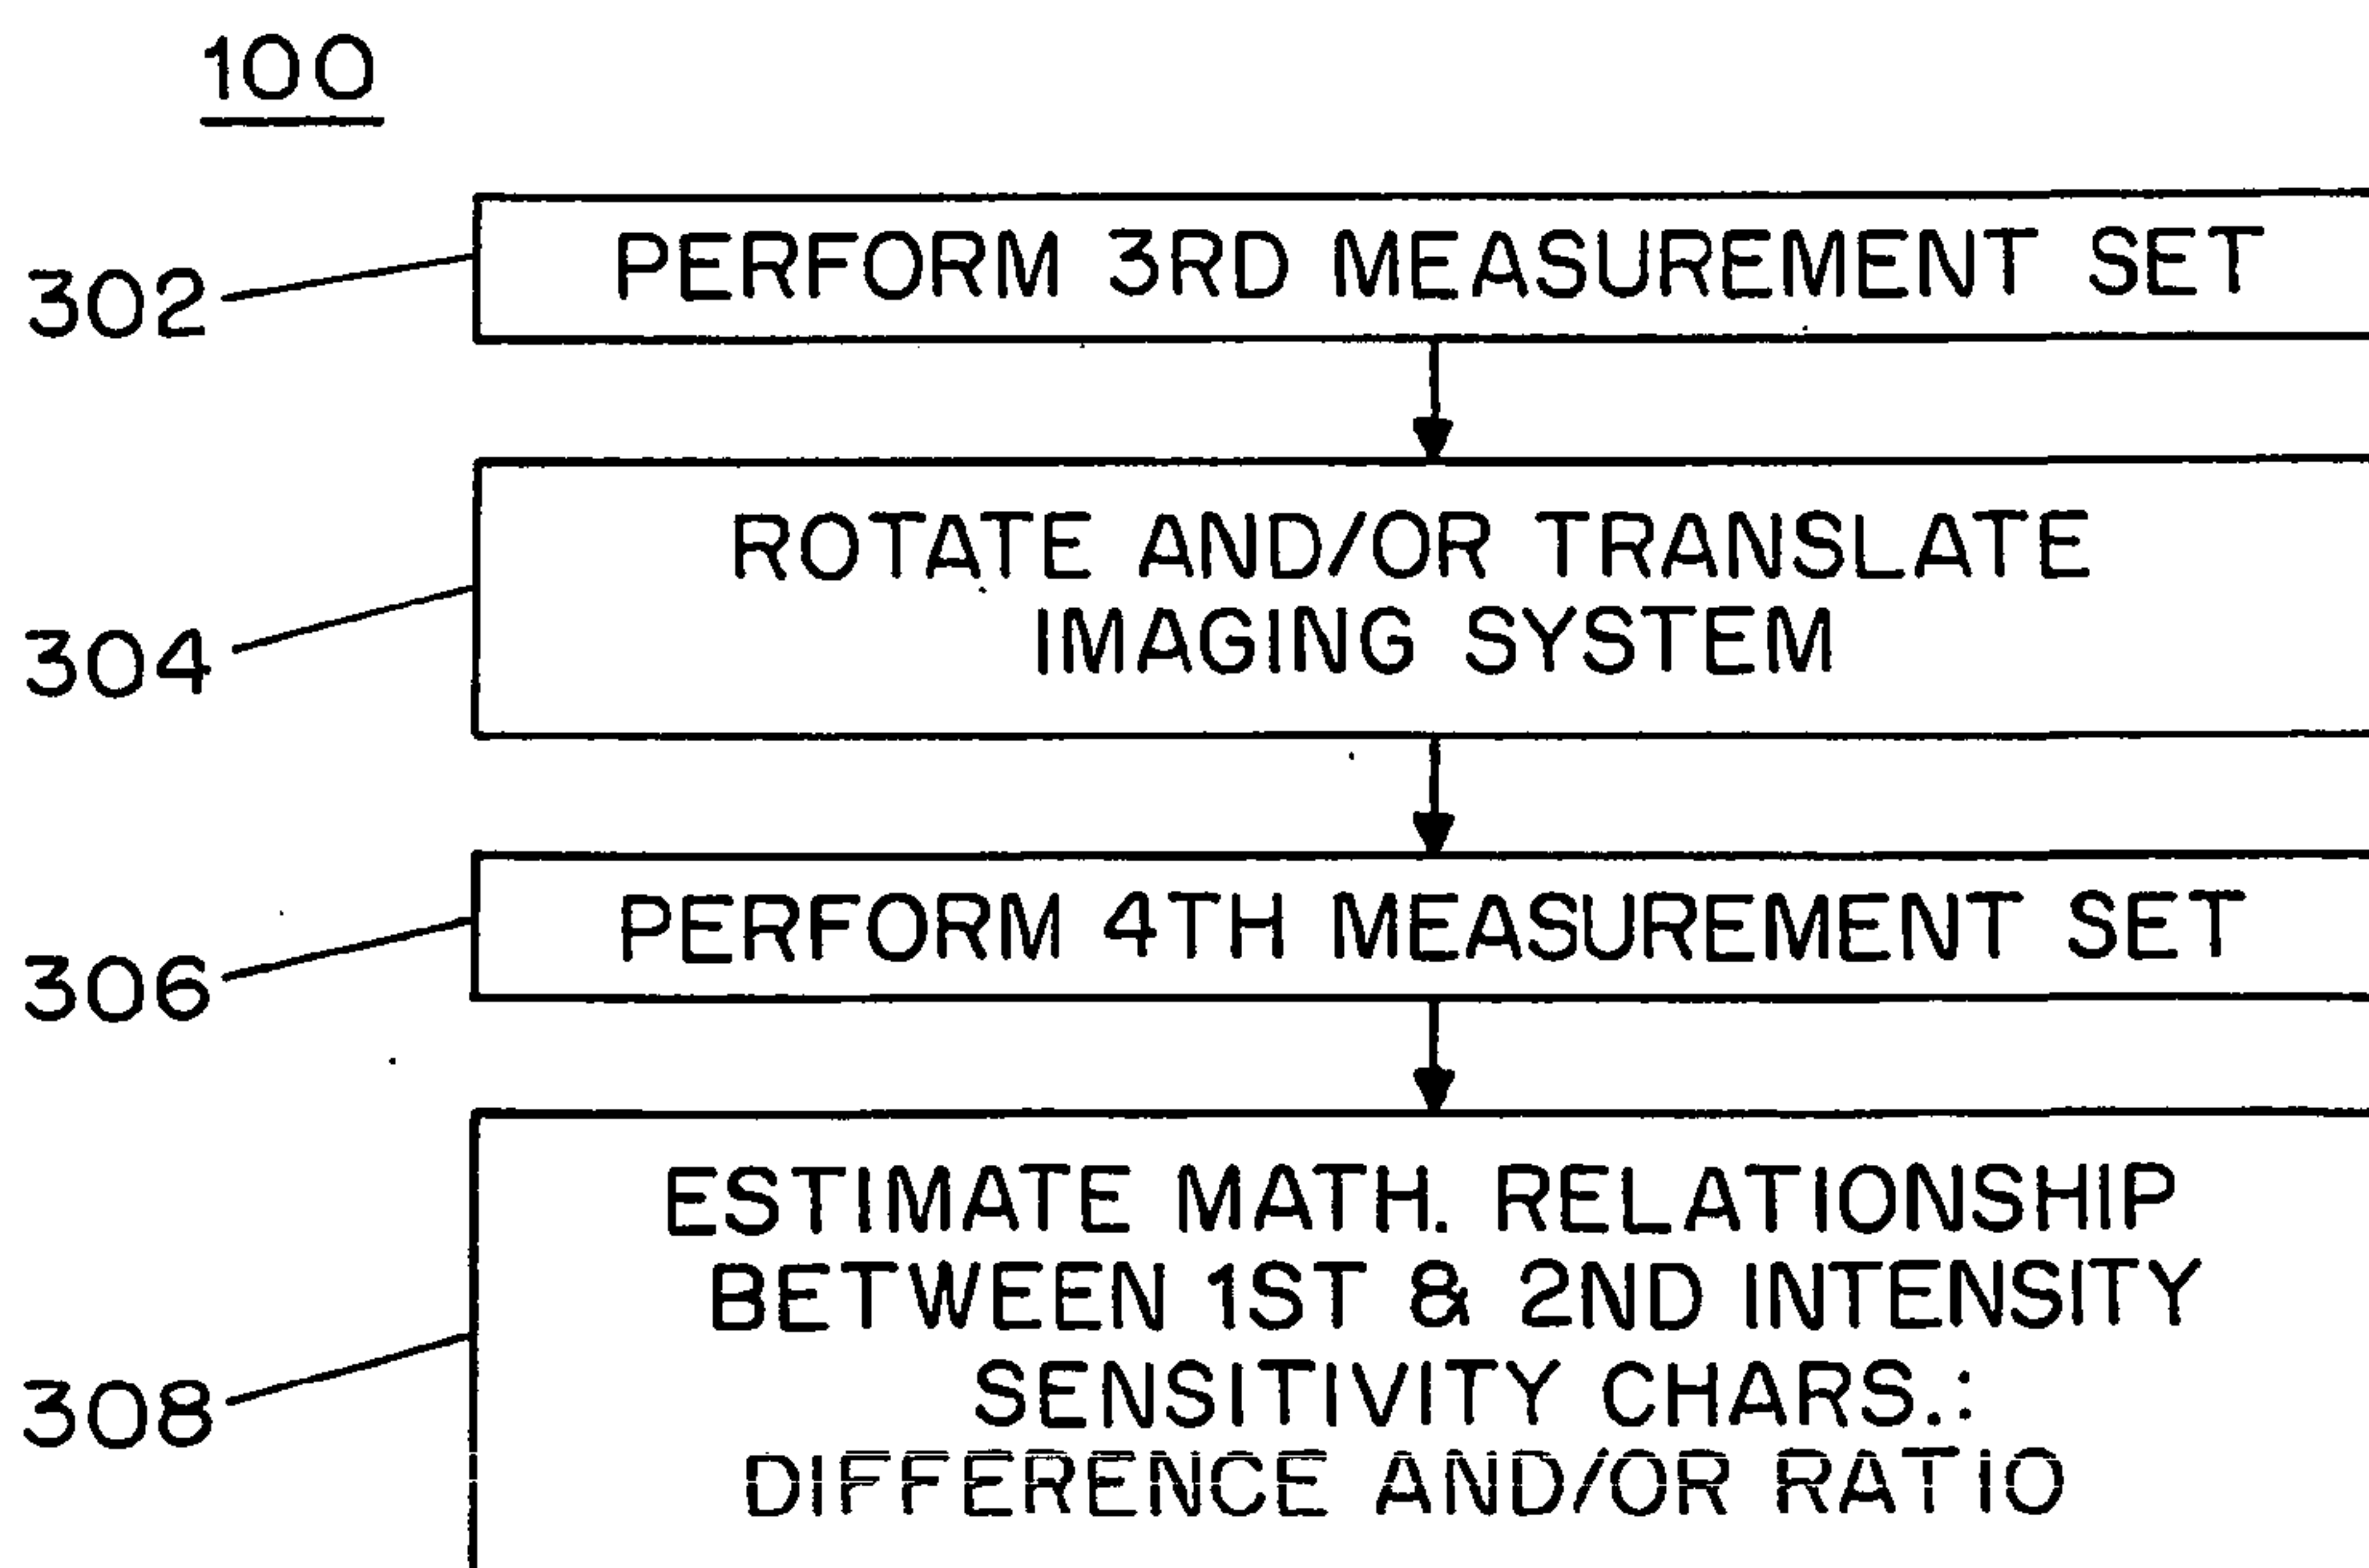 100
302
PERFORM 3RD MEASUREMENT SET
304
ROTATE AND/OR TRANSLATE
IMAGING SYSTEM
306
PERFORM 4TH MEASUREMENT SET
308
ESTIMATE MATH. RELATIONSHIP
BETWEEN 1ST & 2ND INTENSITY
SENSITIVITY CHARS.:
DIFFERENCE AND/OR RATIO